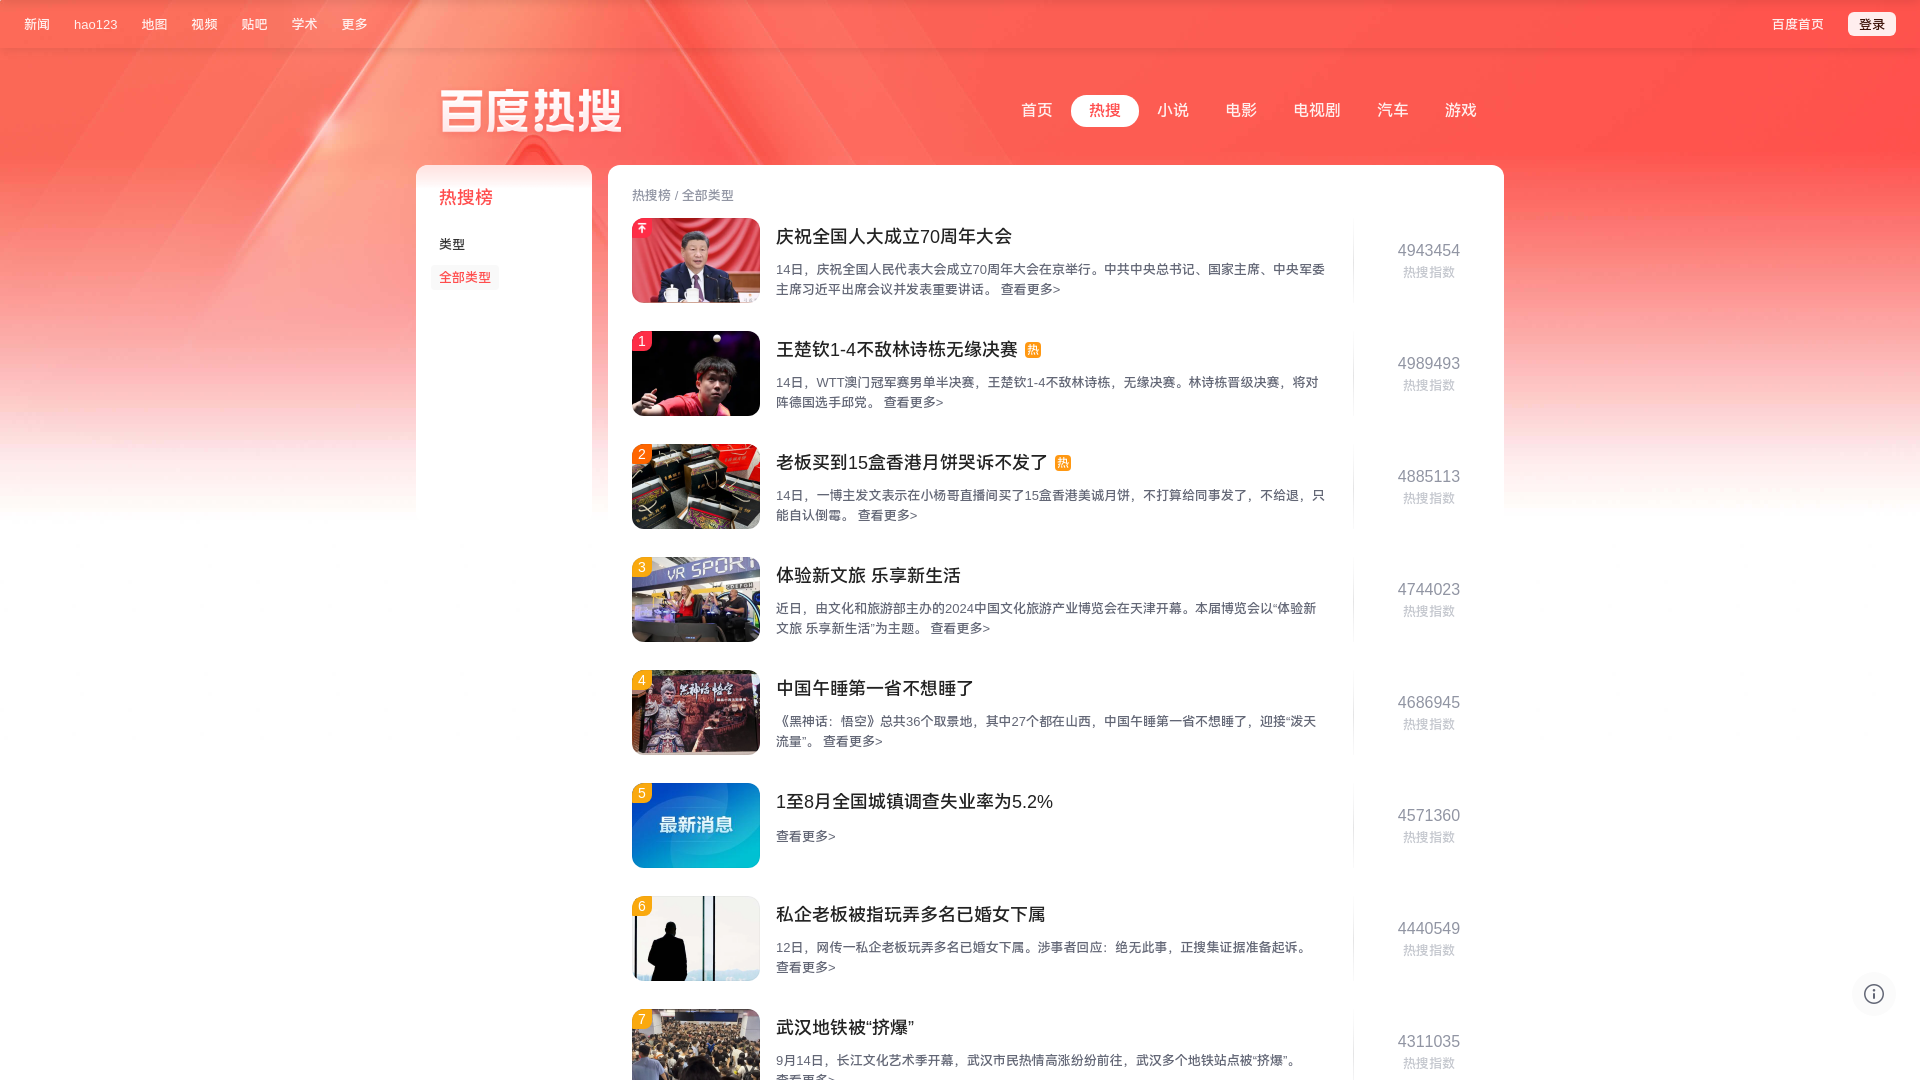 新闻 hao123 地图 视频 贴吧 学术 更多 百度首页 登录
百度热搜
首页 热搜 小说 电影 电视剧 汽车 游戏
热搜榜
类型
全部类型
热搜榜 / 全部类型
庆祝全国人大成立70周年大会
14日，庆祝全国人民代表大会成立70周年大会在京举行。中共中央总书记、国家主席、中央军委
主席习近平出席会议并发表重要讲话。 查看更多>
4943454
热搜指数
1
王楚钦1-4不敌林诗栋无缘决赛 热
14日，WTT澳门冠军赛男单半决赛，王楚钦1-4不敌林诗栋，无缘决赛。林诗栋晋级决赛，将对
阵德国选手邱党。 查看更多>
4989493
热搜指数
2
老板买到15盒香港月饼哭诉不发了 热
14日，一博主发文表示在小杨哥直播间买了15盒香港美诚月饼，不打算给同事发了，不给退，只
能自认倒霉。 查看更多>
4885113
热搜指数
3
VR SPORT
体验新文旅 乐享新生活
近日，由文化和旅游部主办的2024中国文化旅游产业博览会在天津开幕。本届博览会以“体验新
文旅 乐享新生活”为主题。 查看更多>
4744023
热搜指数
4
黑神话 悟空
中国午睡第一省不想睡了
《黑神话：悟空》总共36个取景地，其中27个都在山西，中国午睡第一省不想睡了，迎接“泼天
流量”。 查看更多>
4686945
热搜指数
5
最新消息
1至8月全国城镇调查失业率为5.2%
查看更多>
4571360
热搜指数
6
私企老板被指玩弄多名已婚女下属
12日，网传一私企老板玩弄多名已婚女下属。涉事者回应：绝无此事，正搜集证据准备起诉。
查看更多>
4440549
热搜指数
7
武汉地铁被“挤爆”
9月14日，长江文化艺术季开幕，武汉市民热情高涨纷纷前往，武汉多个地铁站点被“挤爆”。
查看更多>
4311035
热搜指数